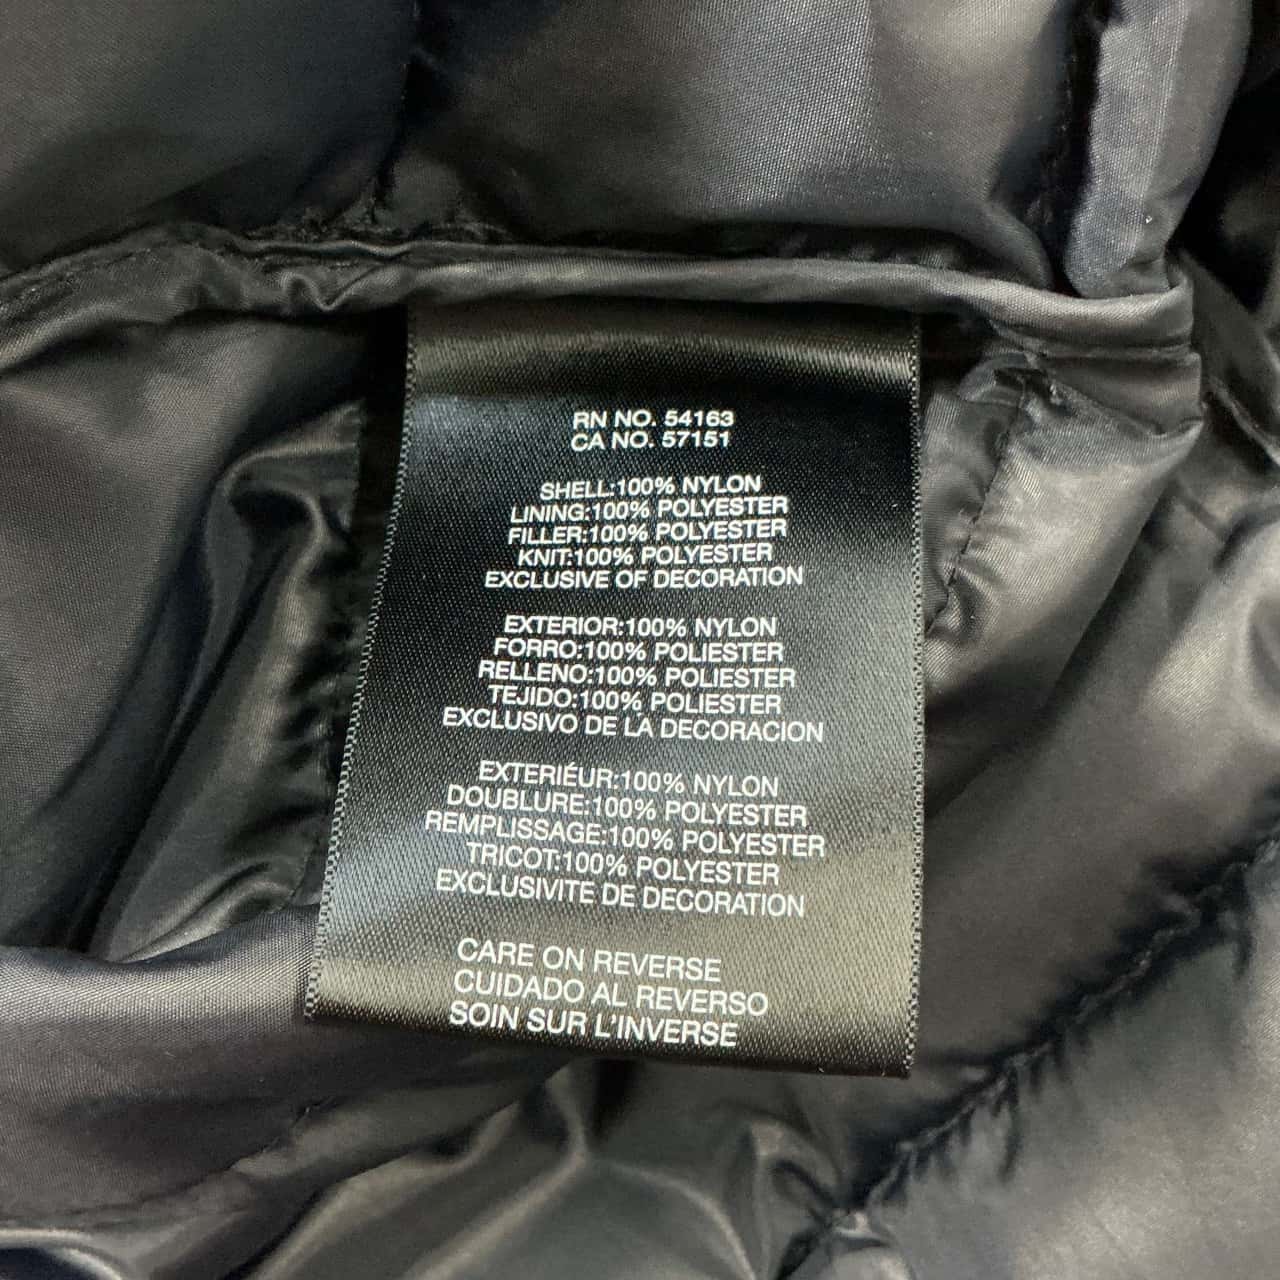 RN NO. 54163
CA NO. 57151
SHELL:100% NYLON
LINING:100% POLYESTER
FILLER:100% POLYESTER
KNIT:100% POLYESTER
EXCLUSIVE OF DECORATION
EXTERIOR:100% NYLON
FORRO:100% POLIESTER
RELLENO:100% POLIESTER
TEJIDO:100% POLIESTER
EXCLUSIVO DE LA DECORACION
EXTERIÉUR:100% NYLON
DOUBLURE:100% POLYESTER
REMPLISSAGE:100% POLYESTER
TRICOT:100% POLYESTER
EXCLUSIVITE DE DECORATION
CARE ON REVERSE
CUIDADO AL REVERSO
SOIN SUR L'INVERSE